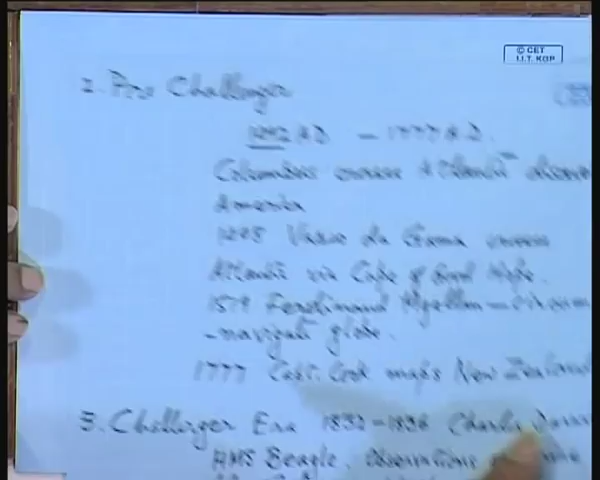 © CET
I.I.T. KGP
2. Pre Challenger
1492 AD - 1777 A.D.
Columbus crosses Atlantic
America
Vasco da Gama crosses
Atlantic via Cape of Good Hope.
1519 Ferdinand Magellan - circum
-navigate globe.
1777 Capt. Cook maps New Zealand
3. Challenger Era 1832-1836 Charles
HMS Beagle. Observations